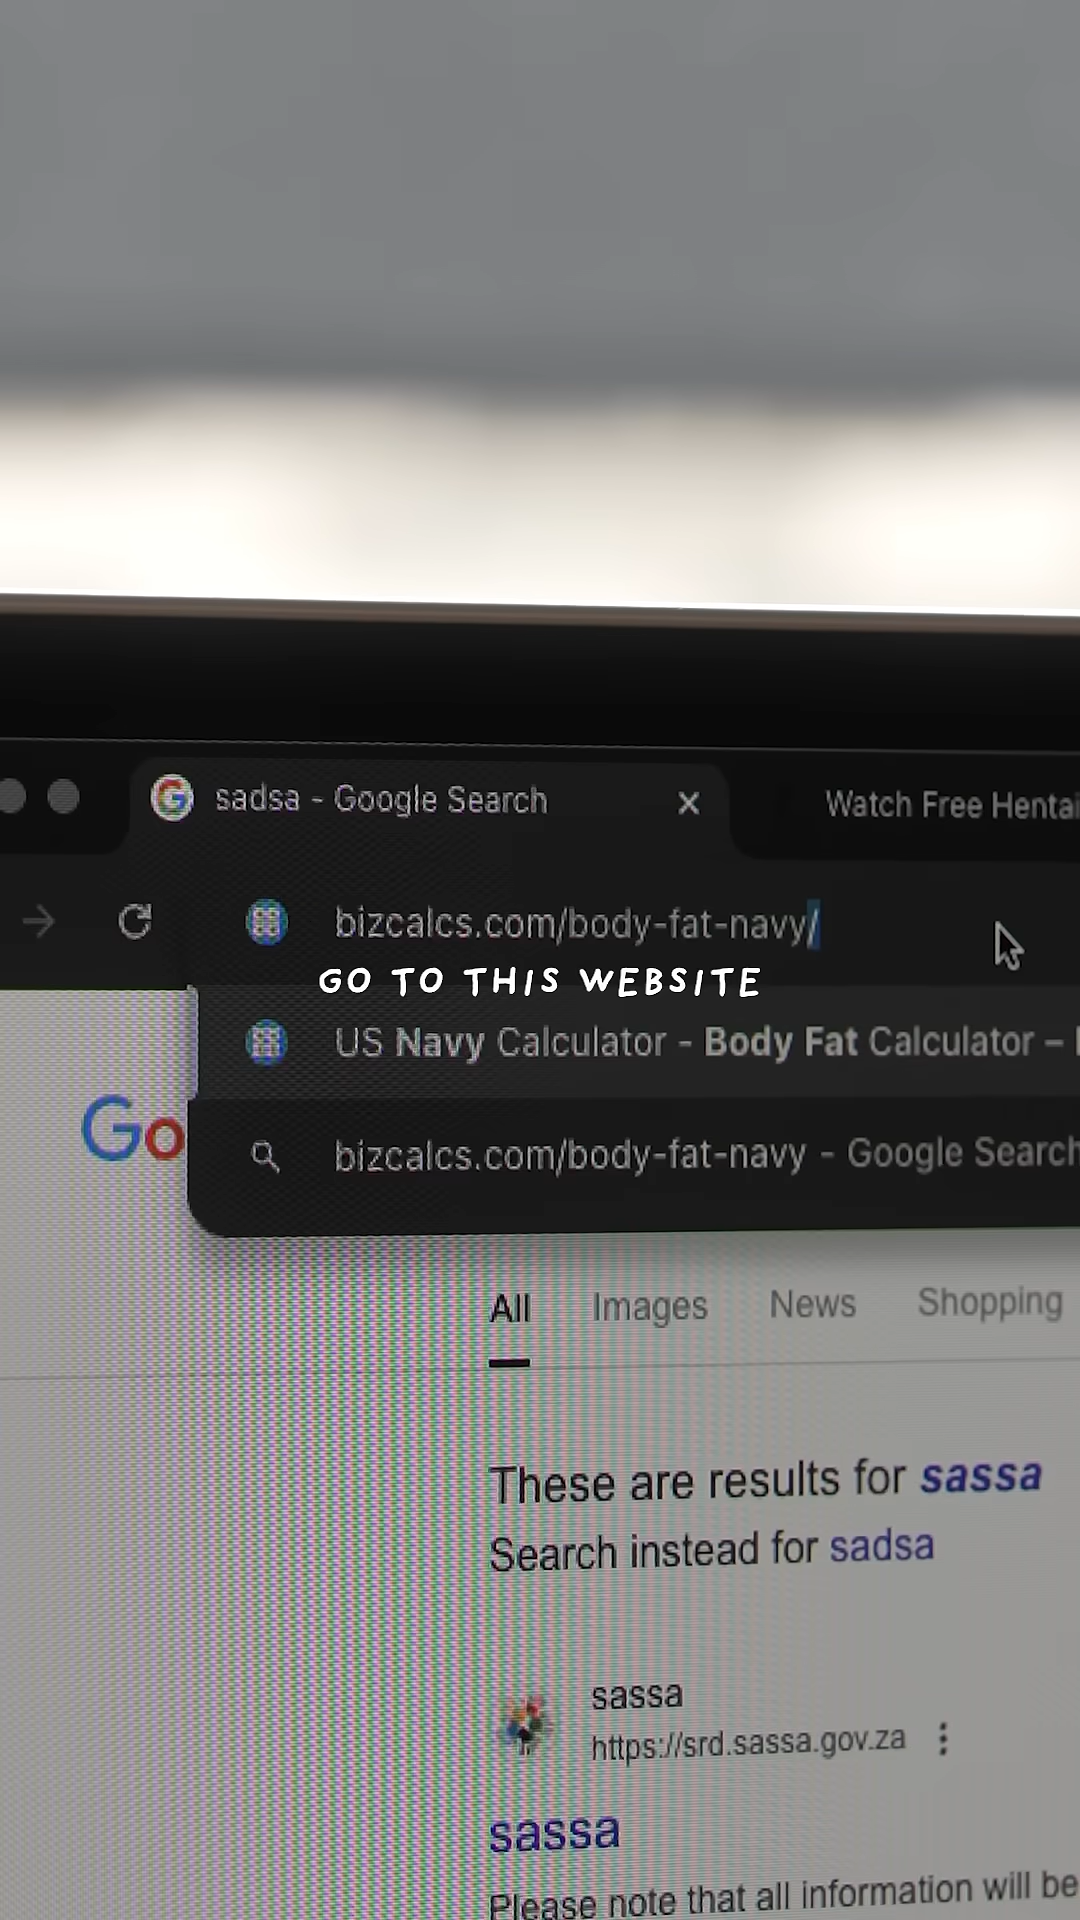 sadsa - Google Search
Watch Free Hentai
bizcalcs.com/body-fat-navy/
GO TO THIS WEBSITE
US Navy Calculator - Body Fat Calculator –
bizcalcs.com/body-fat-navy - Google Search
Go
All Images News Shopping
These are results for sassa
Search instead for sadsa
sassa
https://srd.sassa.gov.za
sassa
Please note that all information will be